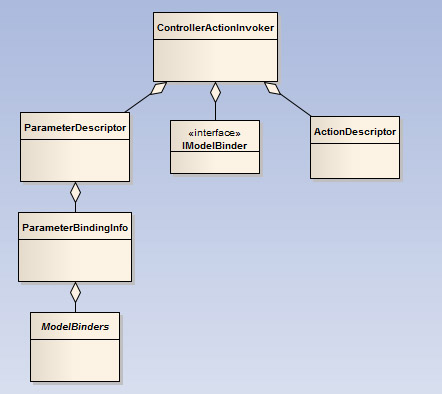 ControllerActionInvoker
ParameterDescriptor
«interface»
IModelBinder
ActionDescriptor
ParameterBindingInfo
ModelBinders